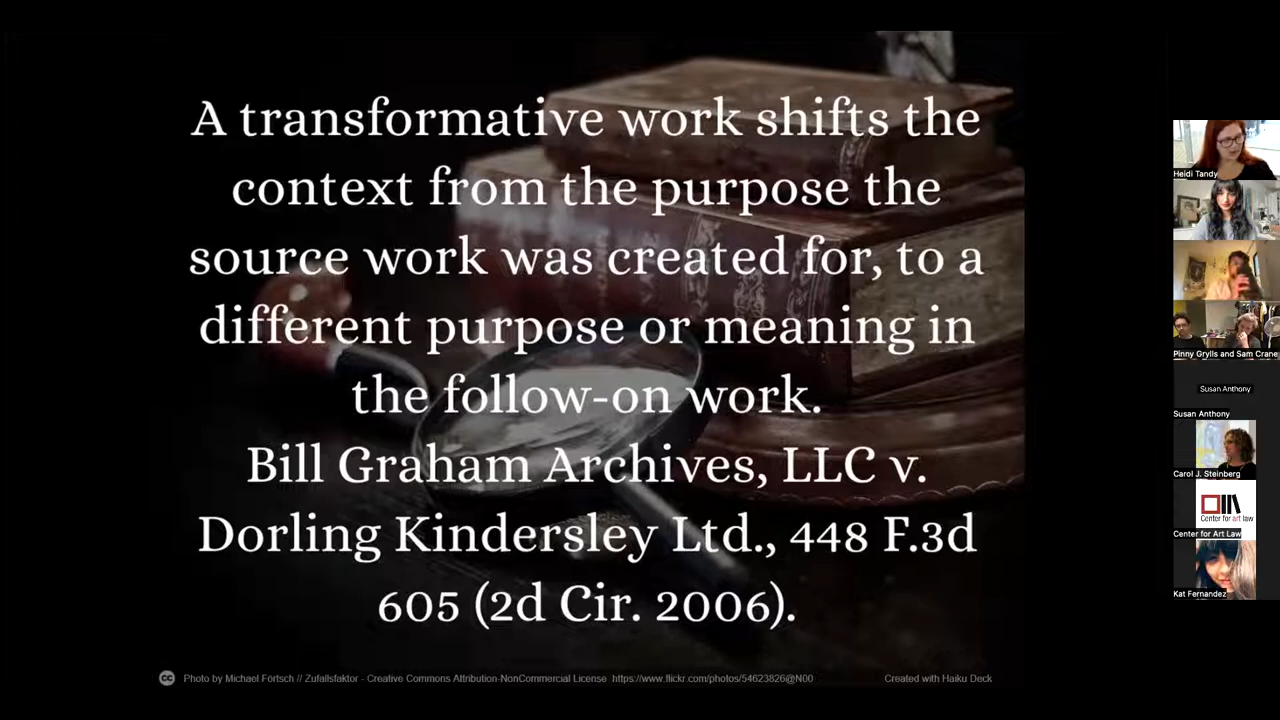 A transformative work shifts the
context from the purpose the
source work was created for, to a
different purpose or meaning in
the follow-on work.
Bill Graham Archives, LLC v.
Dorling Kindersley Ltd., 448 F.3d
605 (2d Cir. 2006).
cc Photo by Michael Förtsch // Zufallsfaktor - Creative Commons Attribution-NonCommercial License https://www.flickr.com/photos/54623826@N00 Created with Haiku Deck
Heidi Tandy
Pinny Grylls and Sam Crane
Susan Anthony
Susan Anthony
Carol J. Steinberg
Center for art law
Center for Art Law
Kat Fernandez